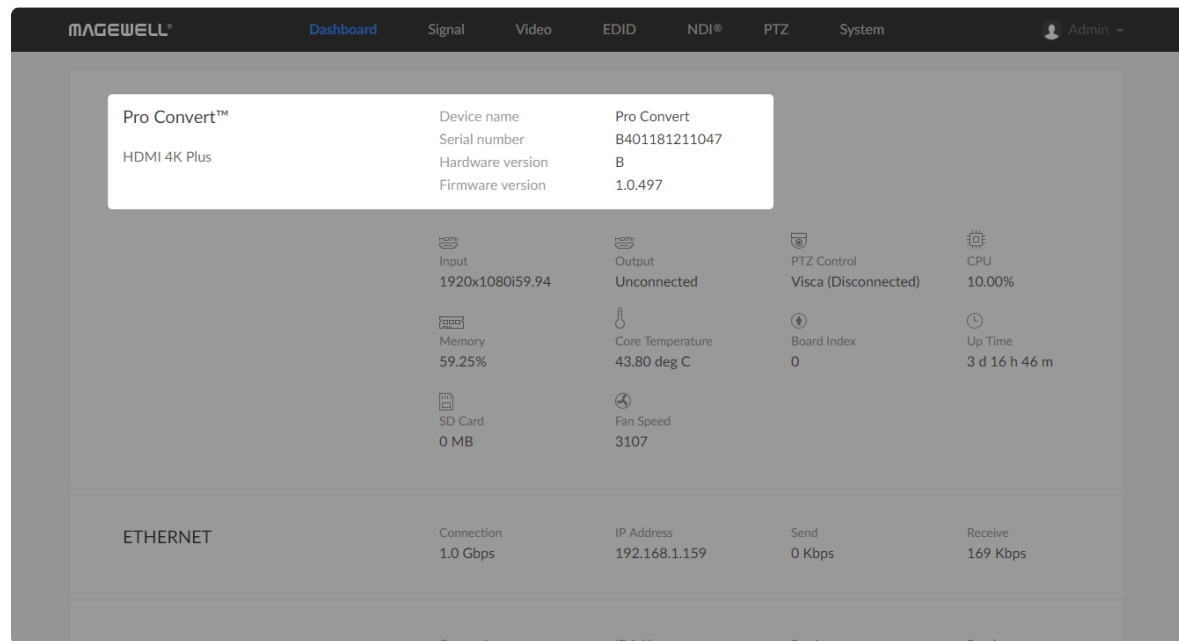 MAGEWELL®
Dashboard Signal Video EDID NDI® PTZ System Admin
Pro Convert™
HDMI 4K Plus
Device name Pro Convert
Serial number B401181211047
Hardware version B
Firmware version 1.0.497
HDMI HDMI
Input Output PTZ Control CPU
1920x1080i59.94 Unconnected Visca (Disconnected) 10.00%
Memory Core Temperature Board Index Up Time
59.25% 43.80 deg C 0 3 d 16 h 46 m
SD Card Fan Speed
0 MB 3107
ETHERNET
Connection IP Address Send Receive
1.0 Gbps 192.168.1.159 0 Kbps 169 Kbps